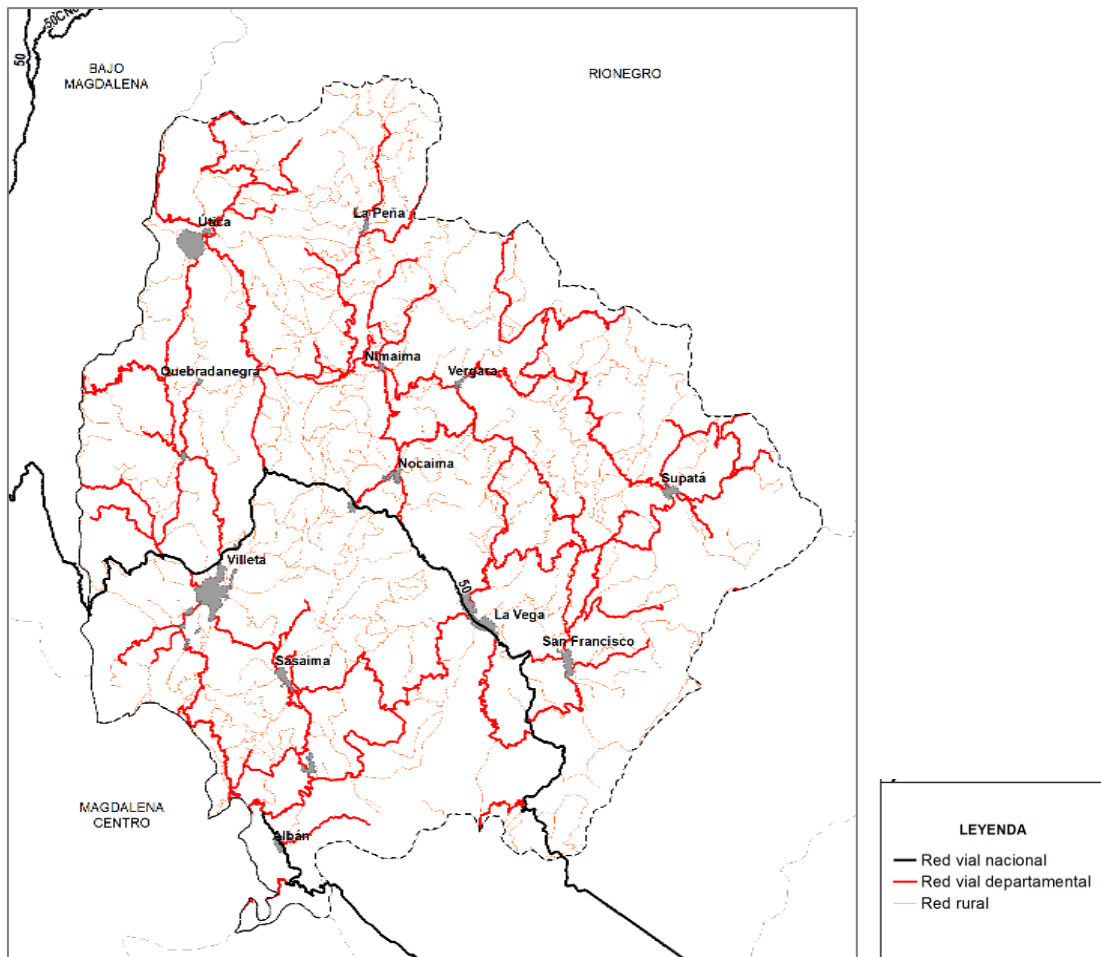 50CN
50
BAJO
MAGDALENA
RIONEGRO
Útica
La Peña
Nimaima
Quebradanegra
Vergara
Nocaima
Supatá
Villeta
50
La Vega
San Francisco
Sasaima
MAGDALENA
CENTRO
Albán
LEYENDA
Red vial nacional
Red vial departamental
Red rural